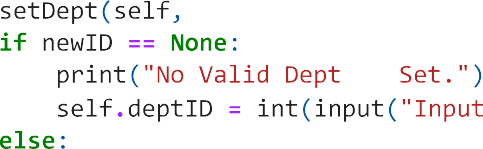 setDept(self,
if newID == None:
    print("No Valid Dept    Set.")
    self.deptID = int(input("Input
else: